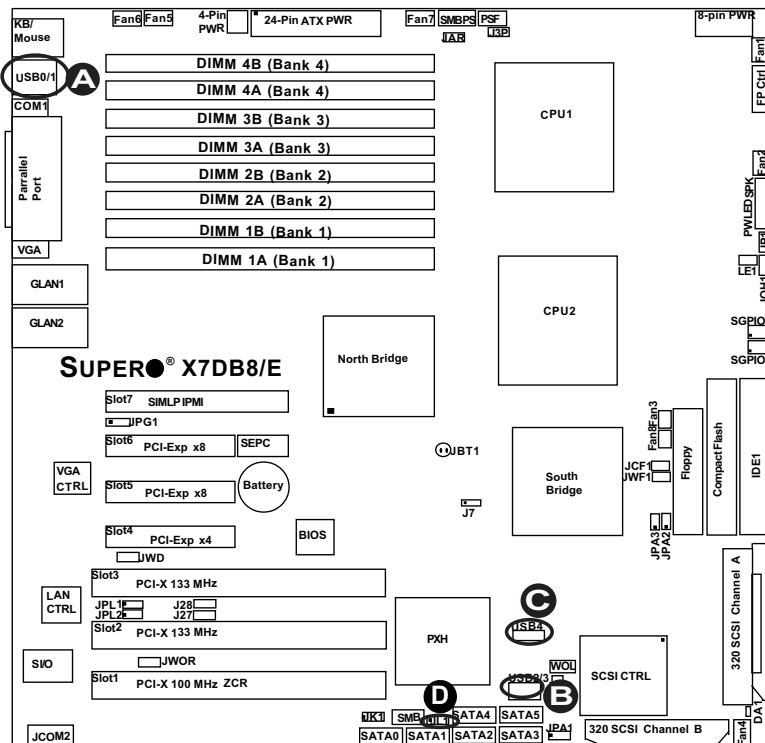 KB/
Mouse
Fan6
Fan5
4-Pin
PWR
24-Pin ATX PWR
Fan7
SMBPS
PSF
JAR
J3P
8-pin PWR
Fan1
FP Ctrl
USB0/1
A
COM1
Parrallel
Port
VGA
GLAN1
GLAN2
DIMM 4B (Bank 4)
DIMM 4A (Bank 4)
DIMM 3B (Bank 3)
DIMM 3A (Bank 3)
DIMM 2B (Bank 2)
DIMM 2A (Bank 2)
DIMM 1B (Bank 1)
DIMM 1A (Bank 1)
CPU1
CPU2
Fan2
SPK
PWLED
LE1
JOH1
SGPIO
SGPIO
North Bridge
SUPER® X7DB8/E
Slot7
SIMLP IPMI
JPG1
Slot6
PCI-Exp x8
SEPC
VGA
CTRL
Slot5
PCI-Exp x8
Battery
Slot4
PCI-Exp x4
BIOS
JWD
JBT1
J7
South
Bridge
Fan8
Fan3
JCF1
JWF1
JPA3
JPA2
Floppy
Compact Flash
IDE1
Slot3
PCI-X 133 MHz
LAN
CTRL
JPL1
JPL2
J28
J27
Slot2
PCI-X 133 MHz
S/IO
JWOR
Slot1
PCI-X 100 MHz ZCR
JCOM2
PXH
C
USB4
USB2/3
B
WOL
SCSI CTRL
320 SCSI Channel A
DA1
D
JK1
SMB
JL1
SATA4
SATA5
SATA0
SATA1
SATA2
SATA3
JPA1
320 SCSI Channel B
Fan4